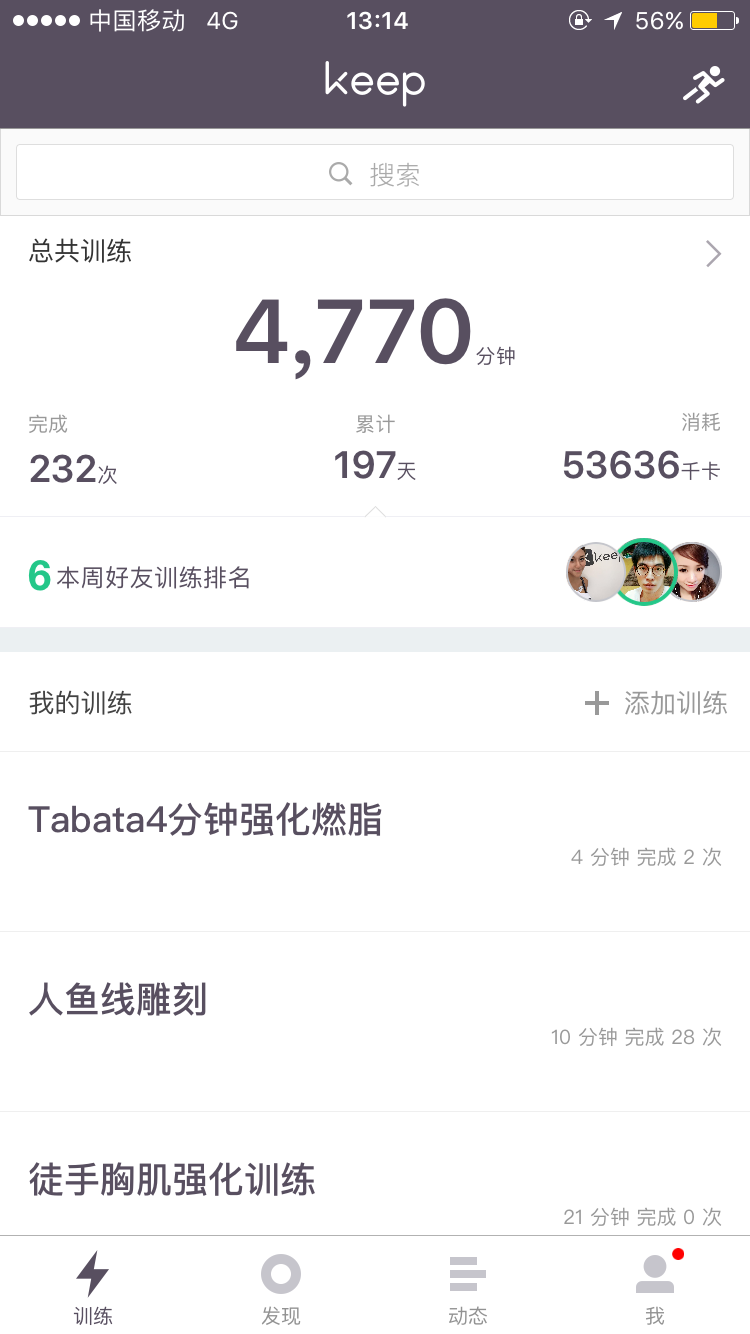 中国移动 4G 13:14 56%
keep
搜索
总共训练
4,770分钟
完成 累计 消耗
232次 197天 53636千卡
6本周好友训练排名
keep
我的训练 添加训练
Tabata4分钟强化燃脂
4 分钟 完成 2 次
人鱼线雕刻
10 分钟 完成 28 次
徒手胸肌强化训练
21 分钟 完成 0 次
训练 发现 动态 我